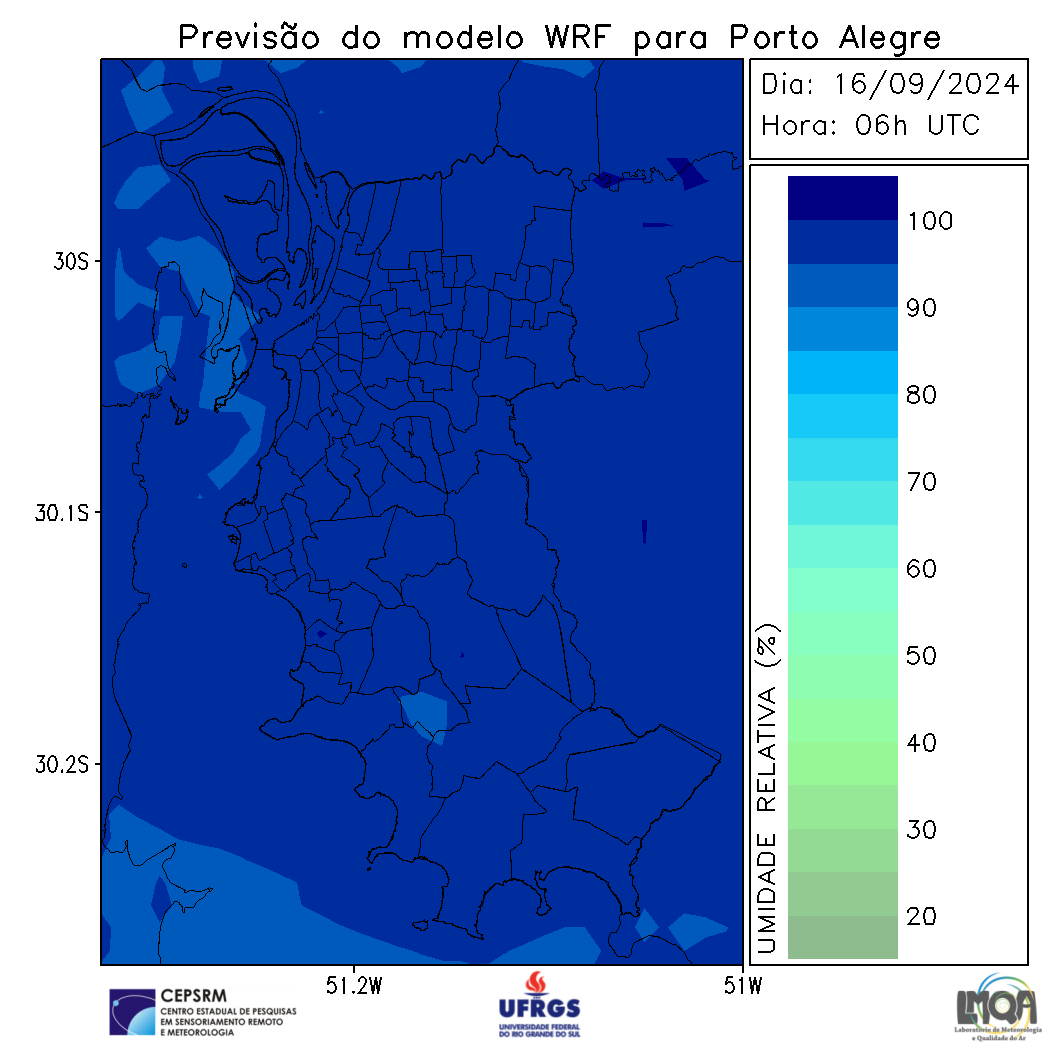 Previsão do modelo WRF para Porto Alegre
Dia: 16/09/2024
Hora: 06h UTC
30S
30.1S
30.2S
51.2W
51W
100
90
80
70
60
50
40
30
20
UMIDADE RELATIVA (%)
CEPSRM
CENTRO ESTADUAL DE PESQUISAS
EM SENSORIAMENTO REMOTO
E METEOROLOGIA
UFRGS
UNIVERSIDADE FEDERAL
DO RIO GRANDE DO SUL
LMQA
Laboratório de Meteorologia
e Qualidade do Ar